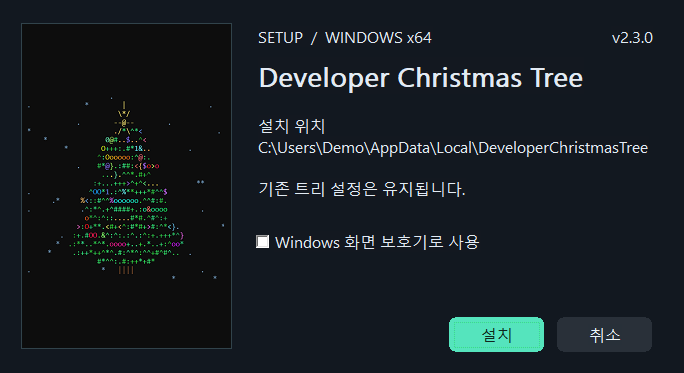 SETUP / WINDOWS x64
v2.3.0
Developer Christmas Tree
설치 위치
C:\Users\Demo\AppData\Local\DeveloperChristmasTree
기존 트리 설정은 유지됩니다.
Windows 화면 보호기로 사용
설치
취소